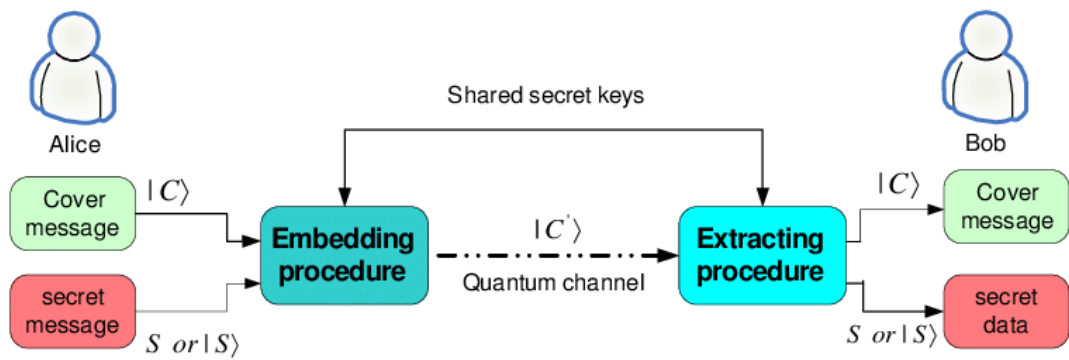 Shared secret keys
Alice
Bob
Cover
message
|C⟩
Embedding
procedure
|C'⟩
Quantum channel
Extracting
procedure
|C⟩
Cover
message
secret
message
S or|S⟩
S or|S⟩
secret
data